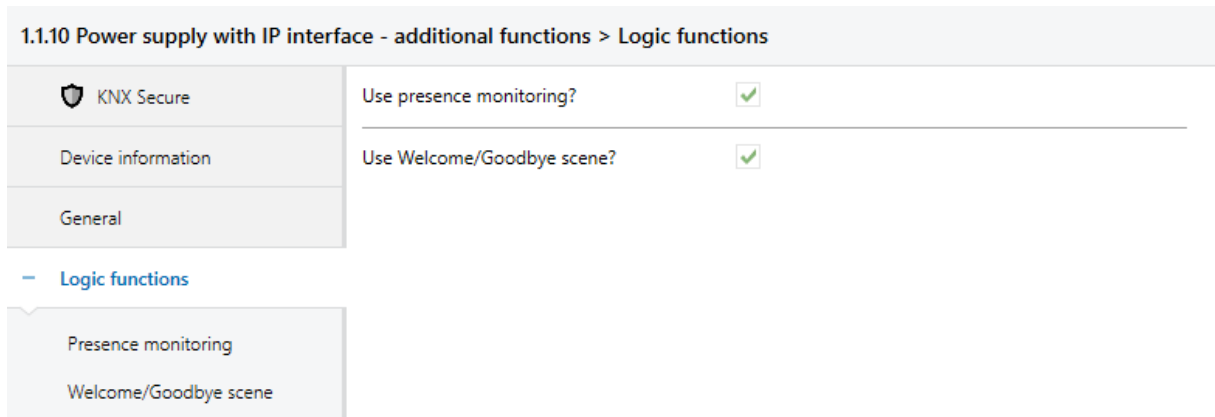 1.1.10 Power supply with IP interface - additional functions > Logic functions
KNX Secure
Use presence monitoring?
Device information
Use Welcome/Goodbye scene?
General
Logic functions
Presence monitoring
Welcome/Goodbye scene